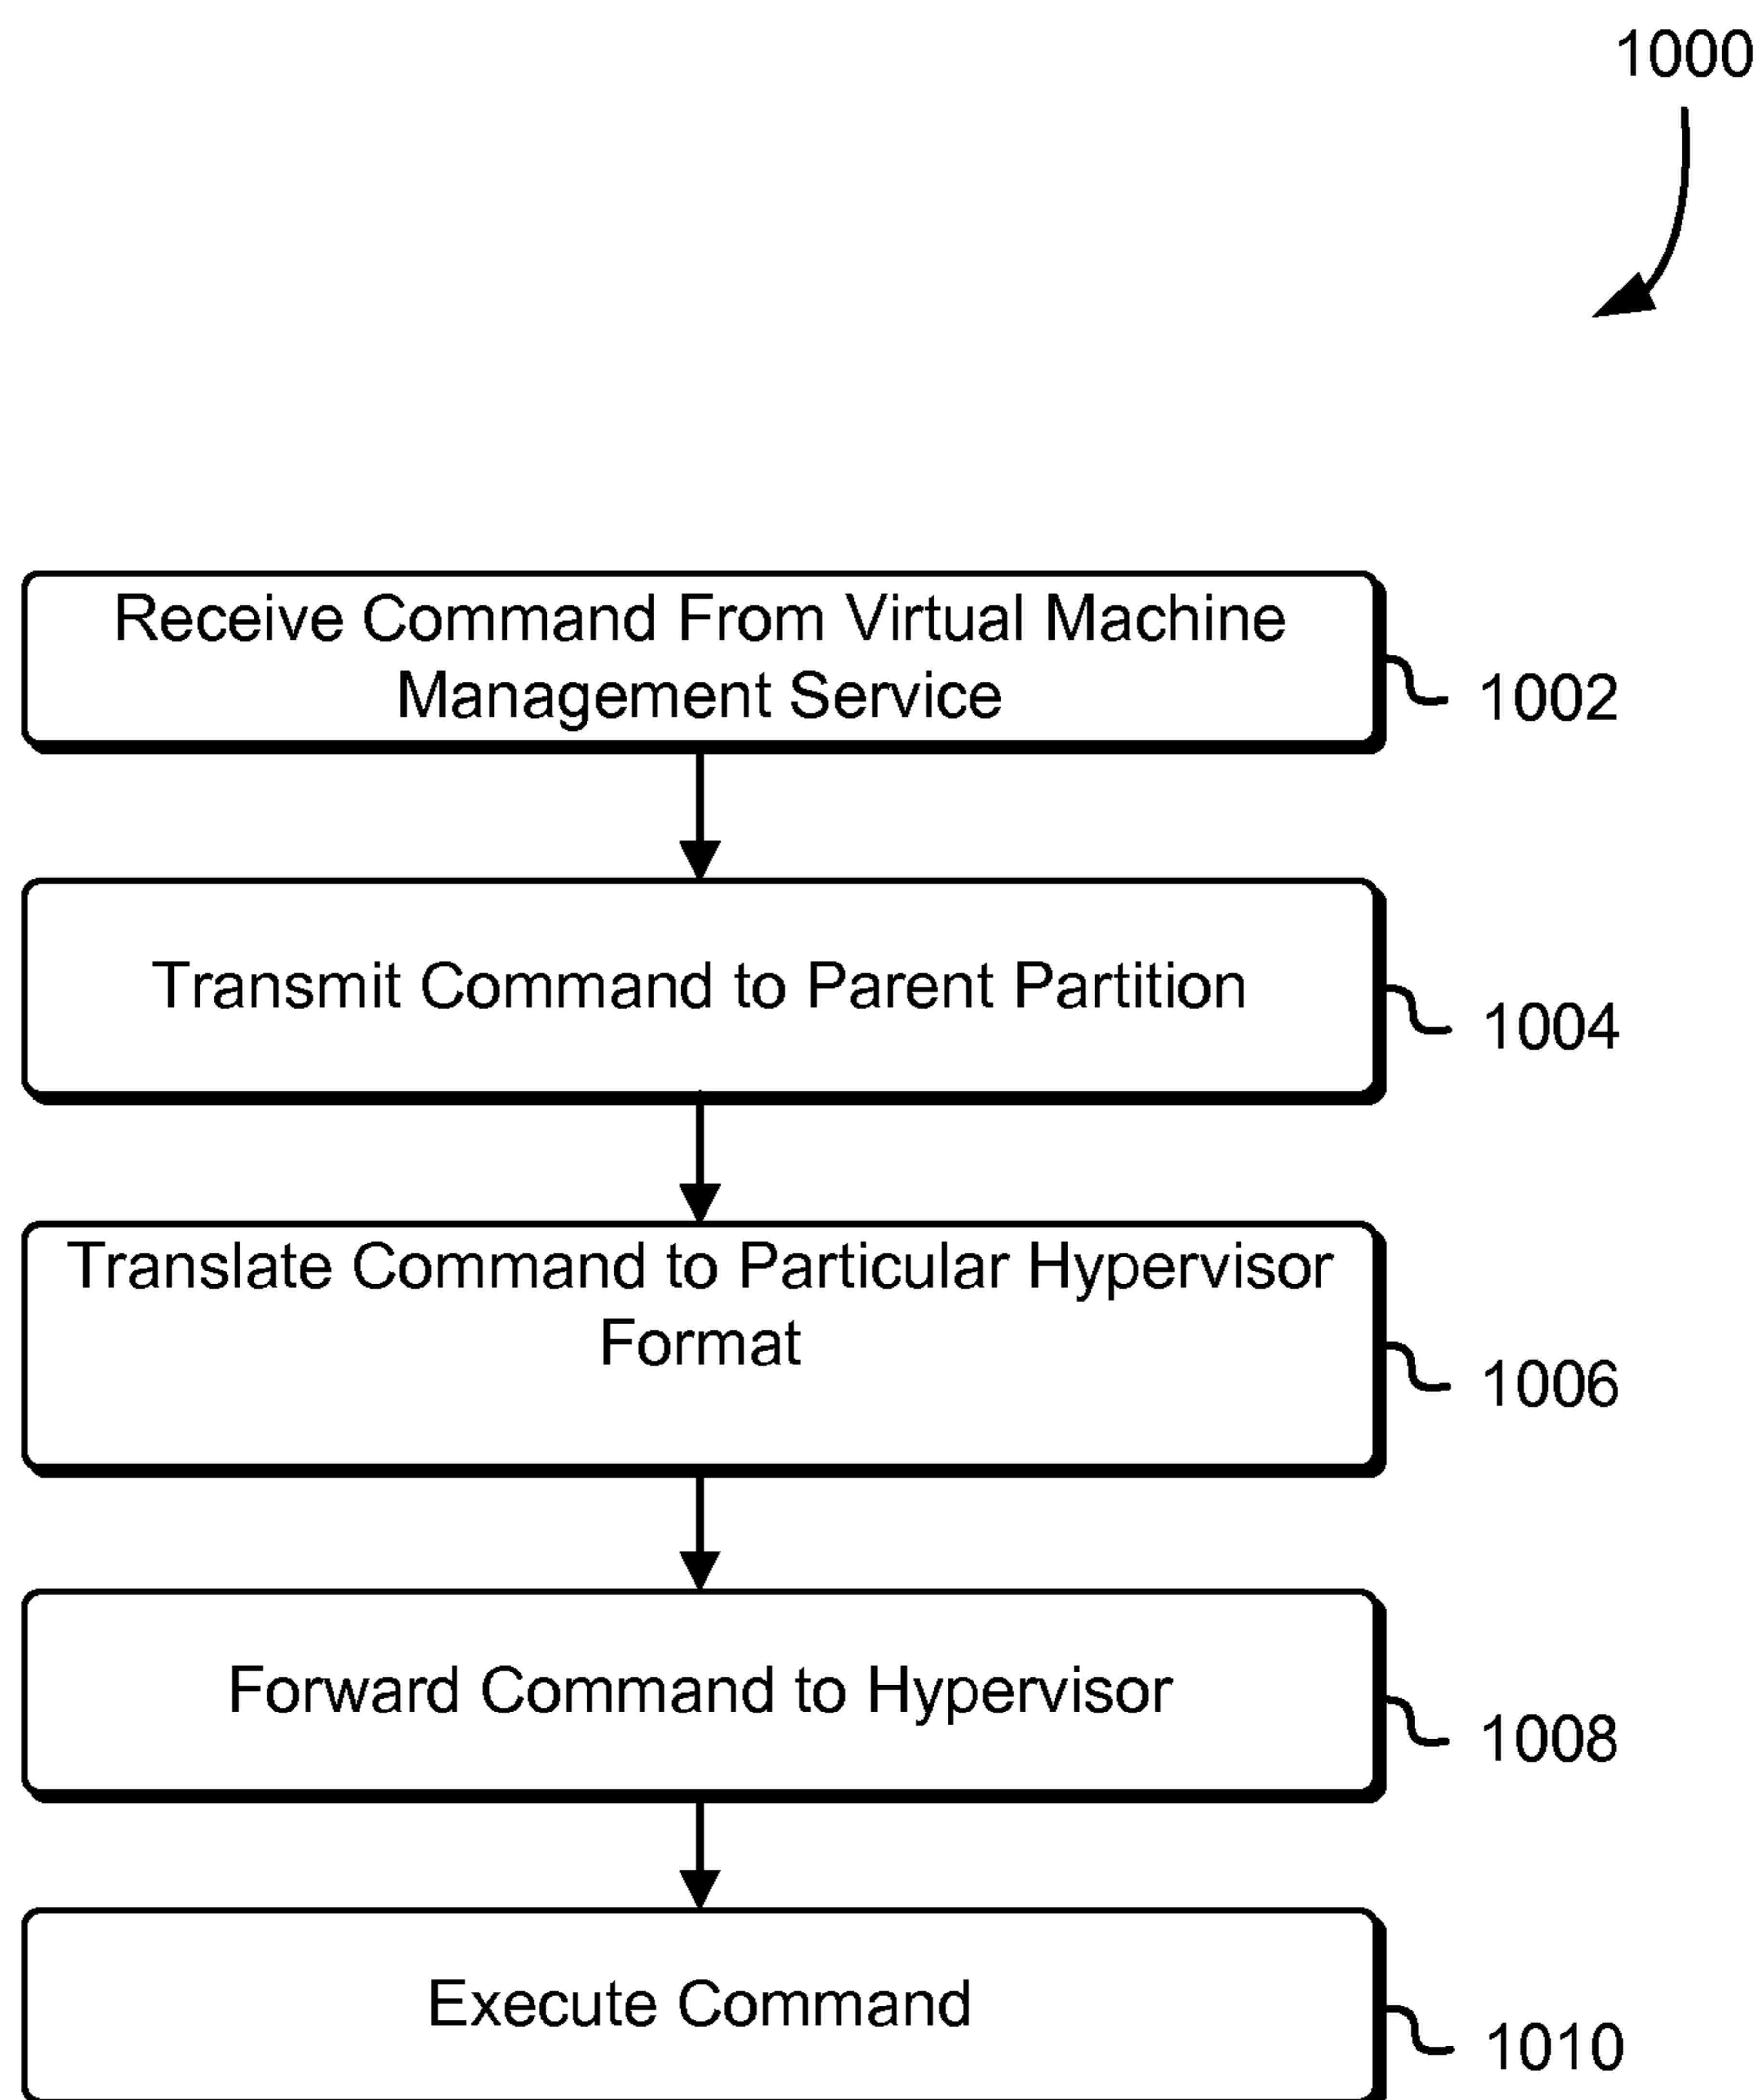 1000
Receive Command From Virtual Machine
Management Service
1002
Transmit Command to Parent Partition
1004
Translate Command to Particular Hypervisor
Format
1006
Forward Command to Hypervisor
1008
Execute Command
1010